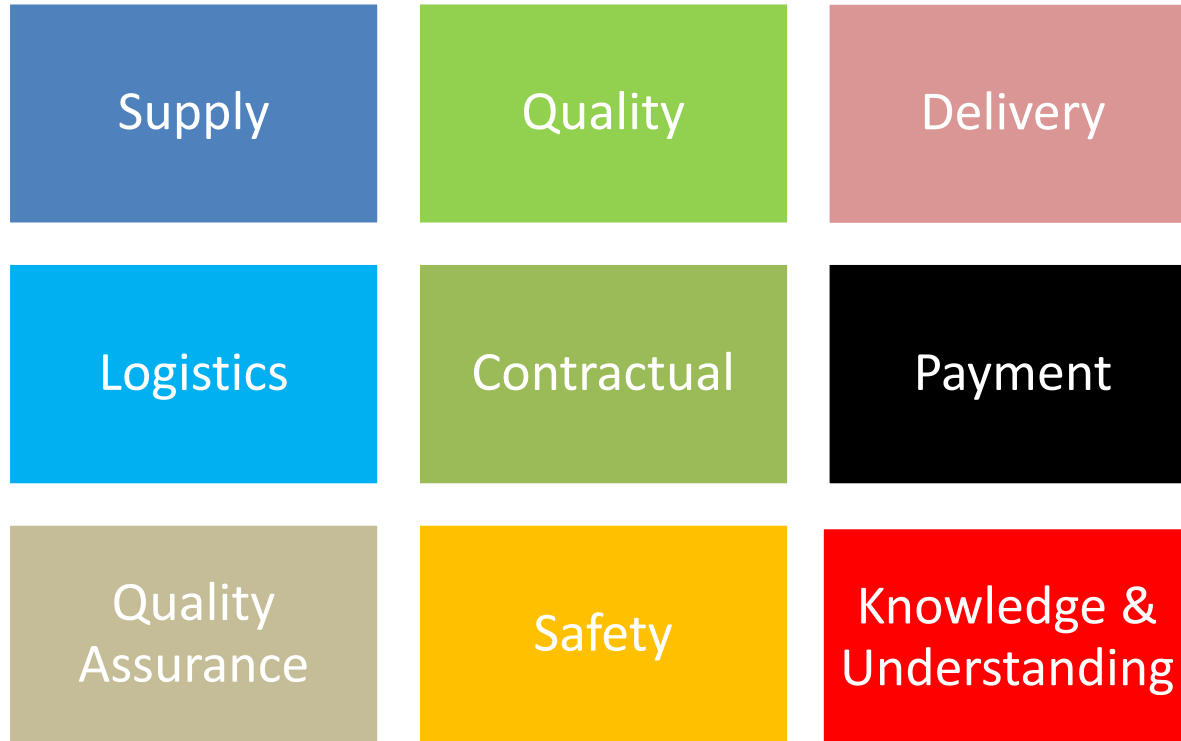 Supply
Quality
Delivery
Logistics
Contractual
Payment
Quality
Assurance
Safety
Knowledge &
Understanding